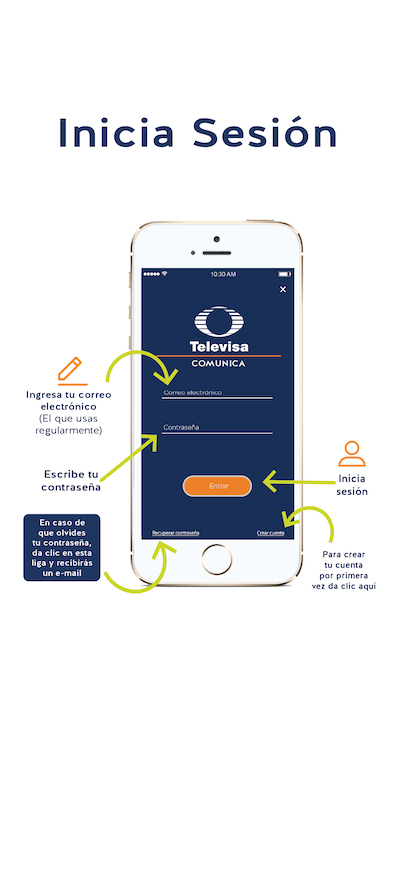 Inicia Sesión
10:30 AM
×
Televisa
COMUNICA
Ingresa tu correo
electrónico
(El que usas
regularmente)
Correo electrónico
Contraseña
Escribe tu
contraseña
Entrar
Inicia
sesión
En caso de
que olvides
tu contraseña,
da clic en esta
liga y recibirás
un e-mail
Recuperar contraseña
Crear cuenta
Para crear
tu cuenta
por primera
vez da clic aqui